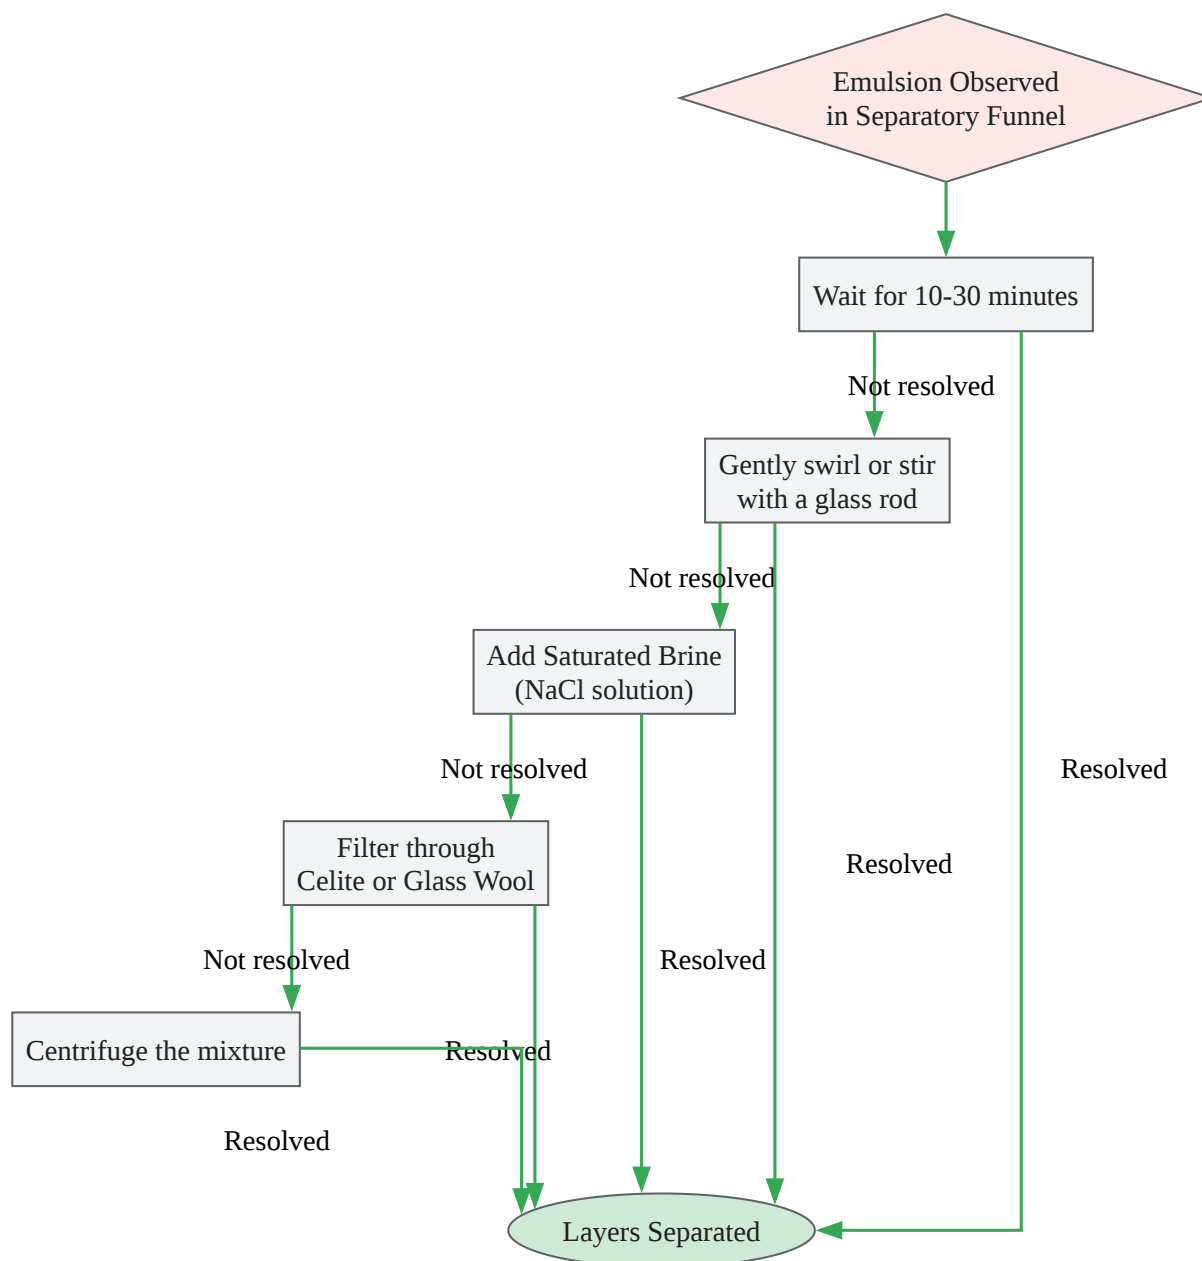 Emulsion Observed
in Separatory Funnel
Wait for 10-30 minutes
Not resolved
Gently swirl or stir
with a glass rod
Not resolved
Add Saturated Brine
(NaCl solution)
Not resolved
Resolved
Filter through
Celite or Glass Wool
Resolved
Not resolved
Resolved
Centrifuge the mixture
Resolved
Resolved
Layers Separated